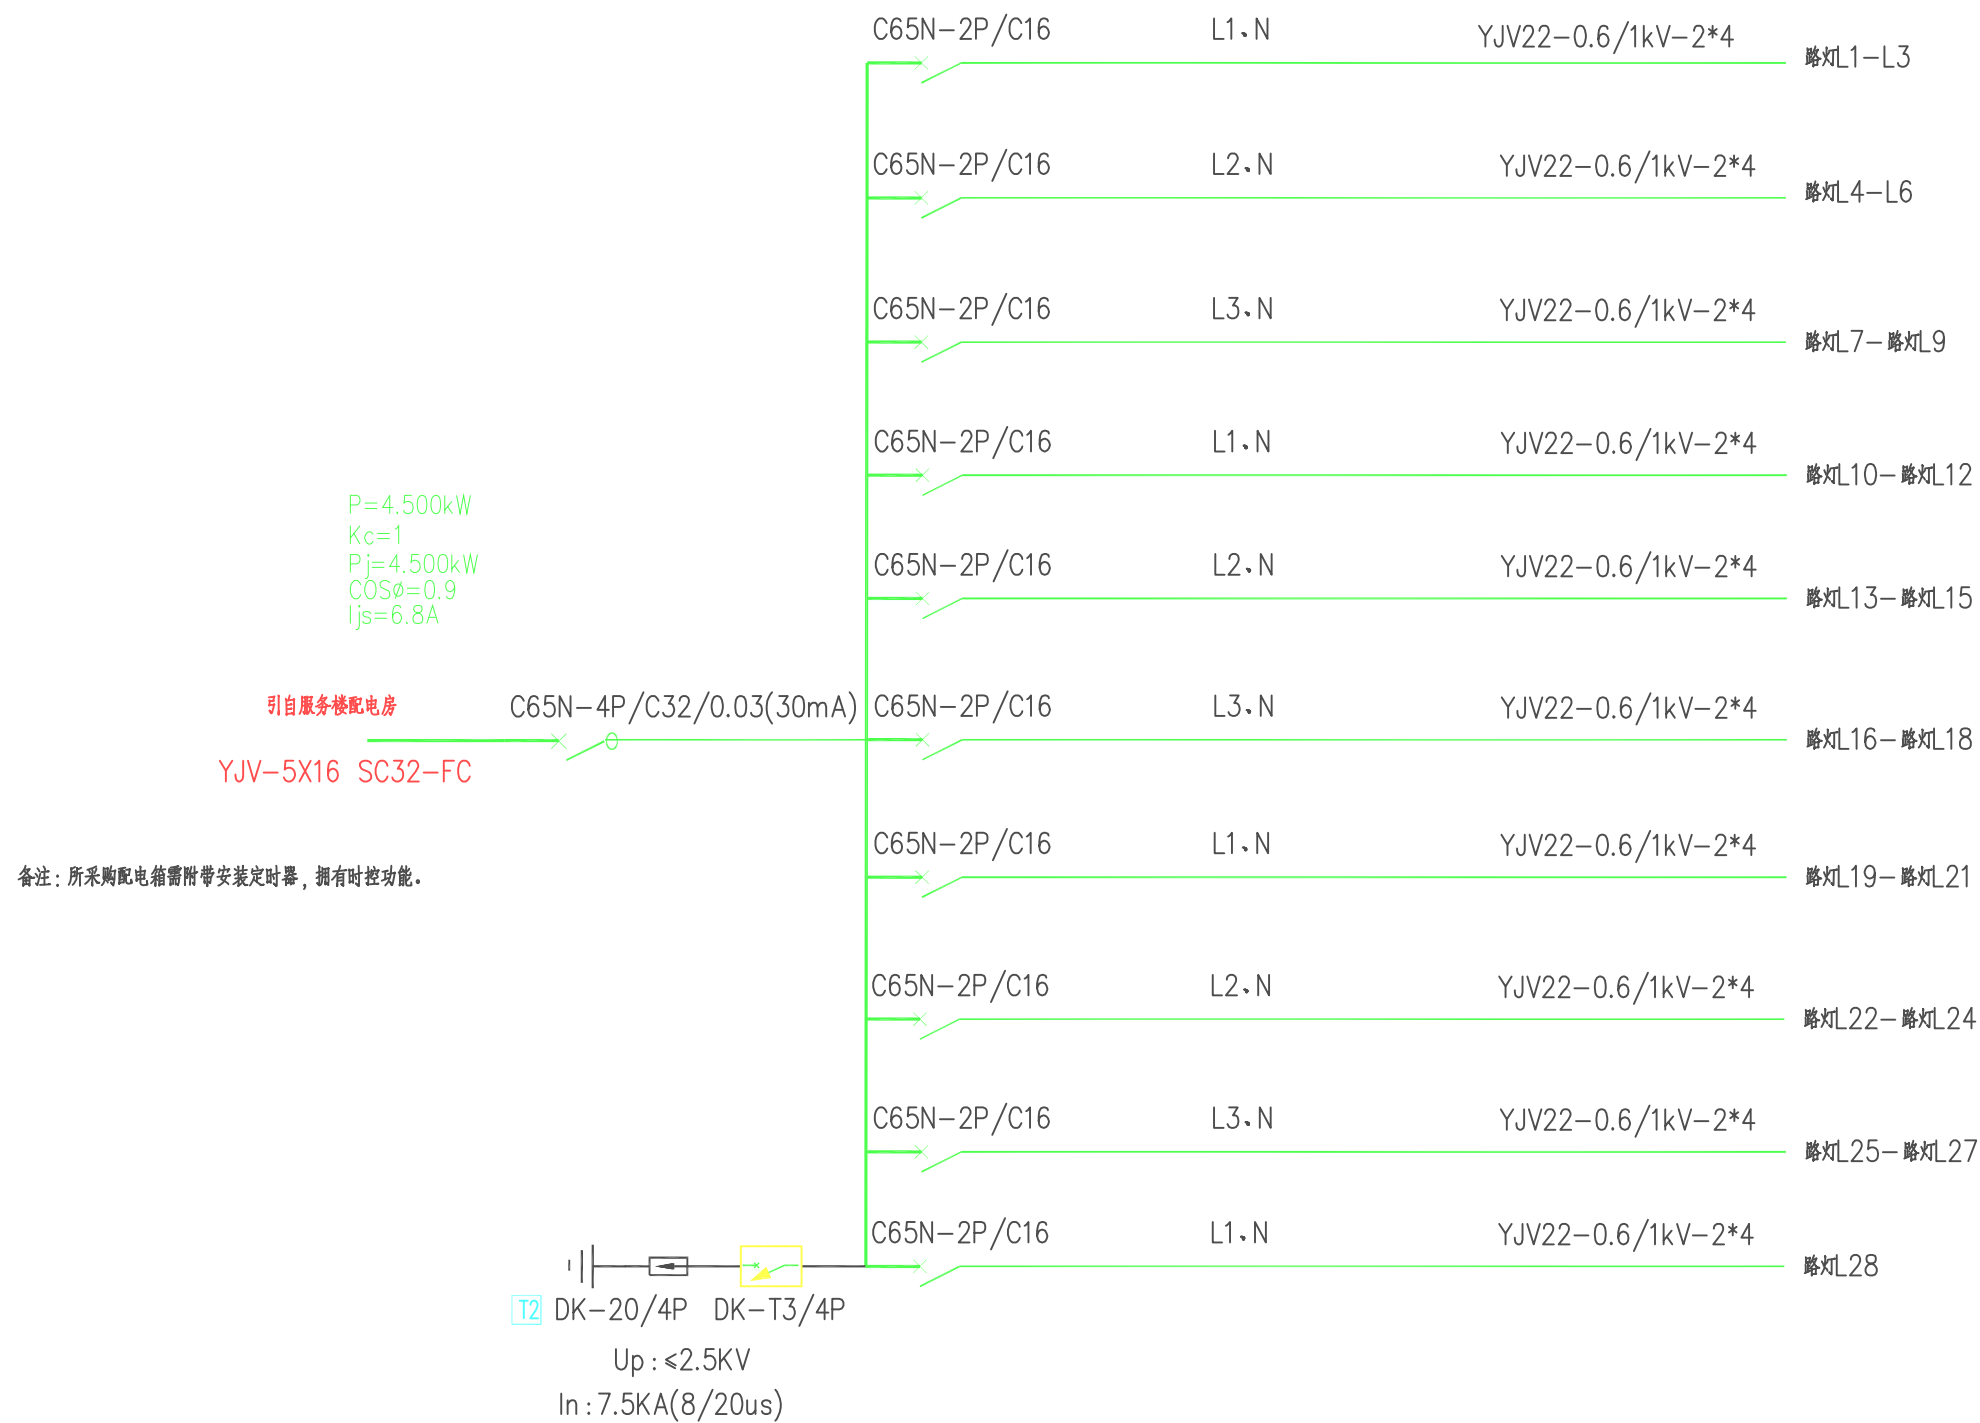 C65N-2P/C16 L1、N YJV22-0.6/1kV-2*4 路灯L1-L3
C65N-2P/C16 L2、N YJV22-0.6/1kV-2*4 路灯L4-L6
C65N-2P/C16 L3、N YJV22-0.6/1kV-2*4 路灯L7-路灯L9
C65N-2P/C16 L1、N YJV22-0.6/1kV-2*4 路灯L10-路灯L12
P=4.500kW
Kc=1
Pj=4.500kW
COSø=0.9
Ijs=6.8A
C65N-2P/C16 L2、N YJV22-0.6/1kV-2*4 路灯L13-路灯L15
引自服务楼配电房
YJV-5X16 SC32-FC
C65N-4P/C32/0.03(30mA)
C65N-2P/C16 L3、N YJV22-0.6/1kV-2*4 路灯L16-路灯L18
备注：所采购配电箱需附带安装定时器，拥有时控功能。
C65N-2P/C16 L1、N YJV22-0.6/1kV-2*4 路灯L19-路灯L21
C65N-2P/C16 L2、N YJV22-0.6/1kV-2*4 路灯L22-路灯L24
C65N-2P/C16 L3、N YJV22-0.6/1kV-2*4 路灯L25-路灯L27
C65N-2P/C16 L1、N YJV22-0.6/1kV-2*4 路灯L28
T2 DK-20/4P DK-T3/4P
Up:≤2.5KV
In:7.5KA(8/20us)